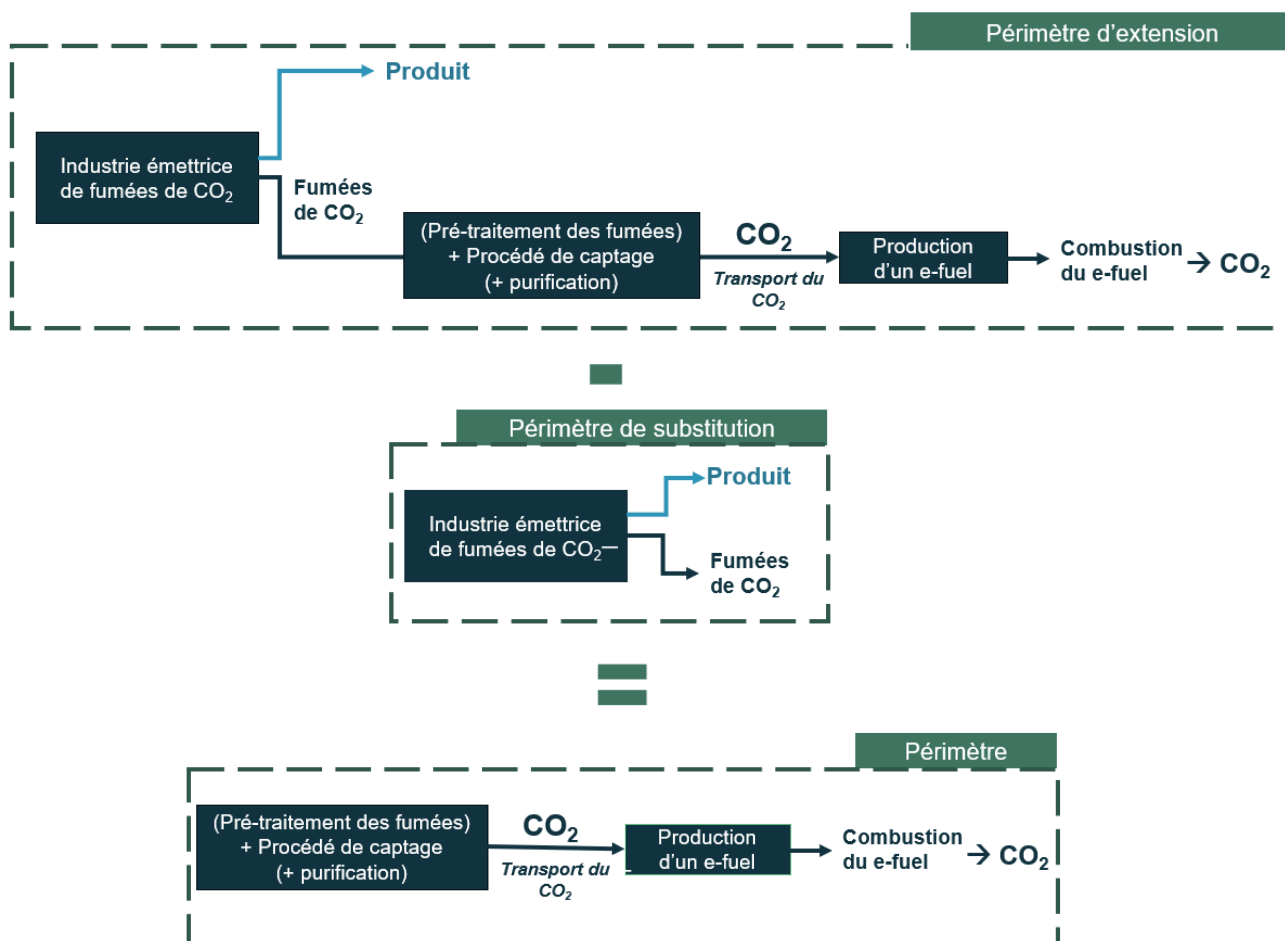 Périmètre d'extension
Produit
Industrie émettrice
de fumées de CO₂
Fumées
de CO₂
(Pré-traitement des fumées)
+ Procédé de captage
(+ purification)
CO₂
Transport du
CO₂
Production
d'un e-fuel
Combustion
du e-fuel
→ CO₂
Périmètre de substitution
Produit
Industrie émettrice
de fumées de CO₂
Fumées
de CO₂
Périmètre
(Pré-traitement des fumées)
+ Procédé de captage
(+ purification)
CO₂
Transport du
CO₂
Production
d'un e-fuel
Combustion
du e-fuel
→ CO₂